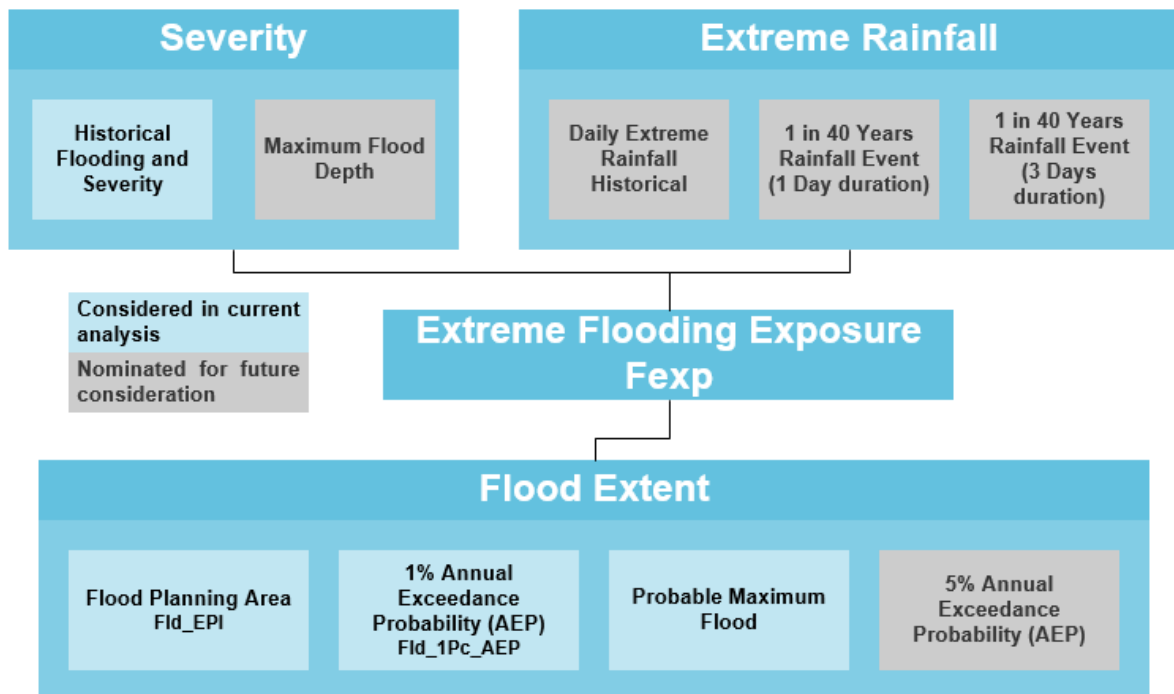 Severity
Historical
Flooding and
Severity
Maximum Flood
Depth
Extreme Rainfall
Daily Extreme
Rainfall
Historical
1 in 40 Years
Rainfall Event
(1 Day duration)
1 in 40 Years
Rainfall Event
(3 Days
duration)
Considered in current
analysis
Nominated for future
consideration
Extreme Flooding Exposure
Fexp
Flood Extent
Flood Planning Area
Fld_EPI
1% Annual
Exceedance
Probability (AEP)
Fld_1Pc_AEP
Probable Maximum
Flood
5% Annual
Exceedance
Probability (AEP)